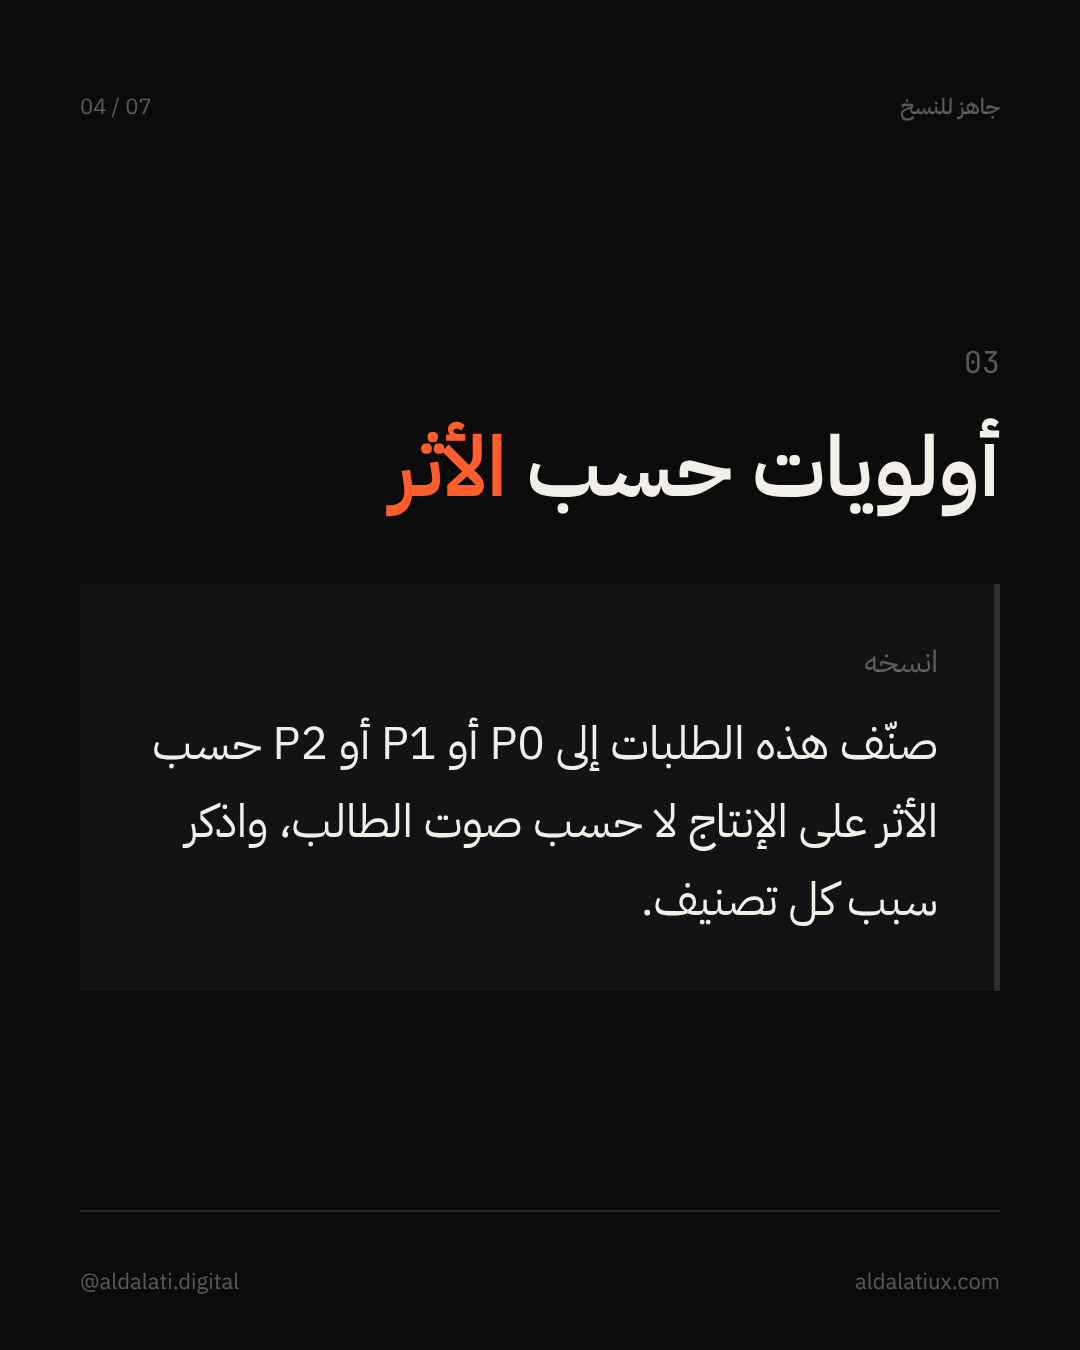 جاهز للنسخ
04 / 07
03
أولويات حسب الأثر
انسخه
صنّف هذه الطلبات إلى P0 أو P1 أو P2 حسب
الأثر على الإنتاج لا حسب صوت الطالب، واذكر
سبب كل تصنيف.
aldalatiux.com
@aldalati.digital